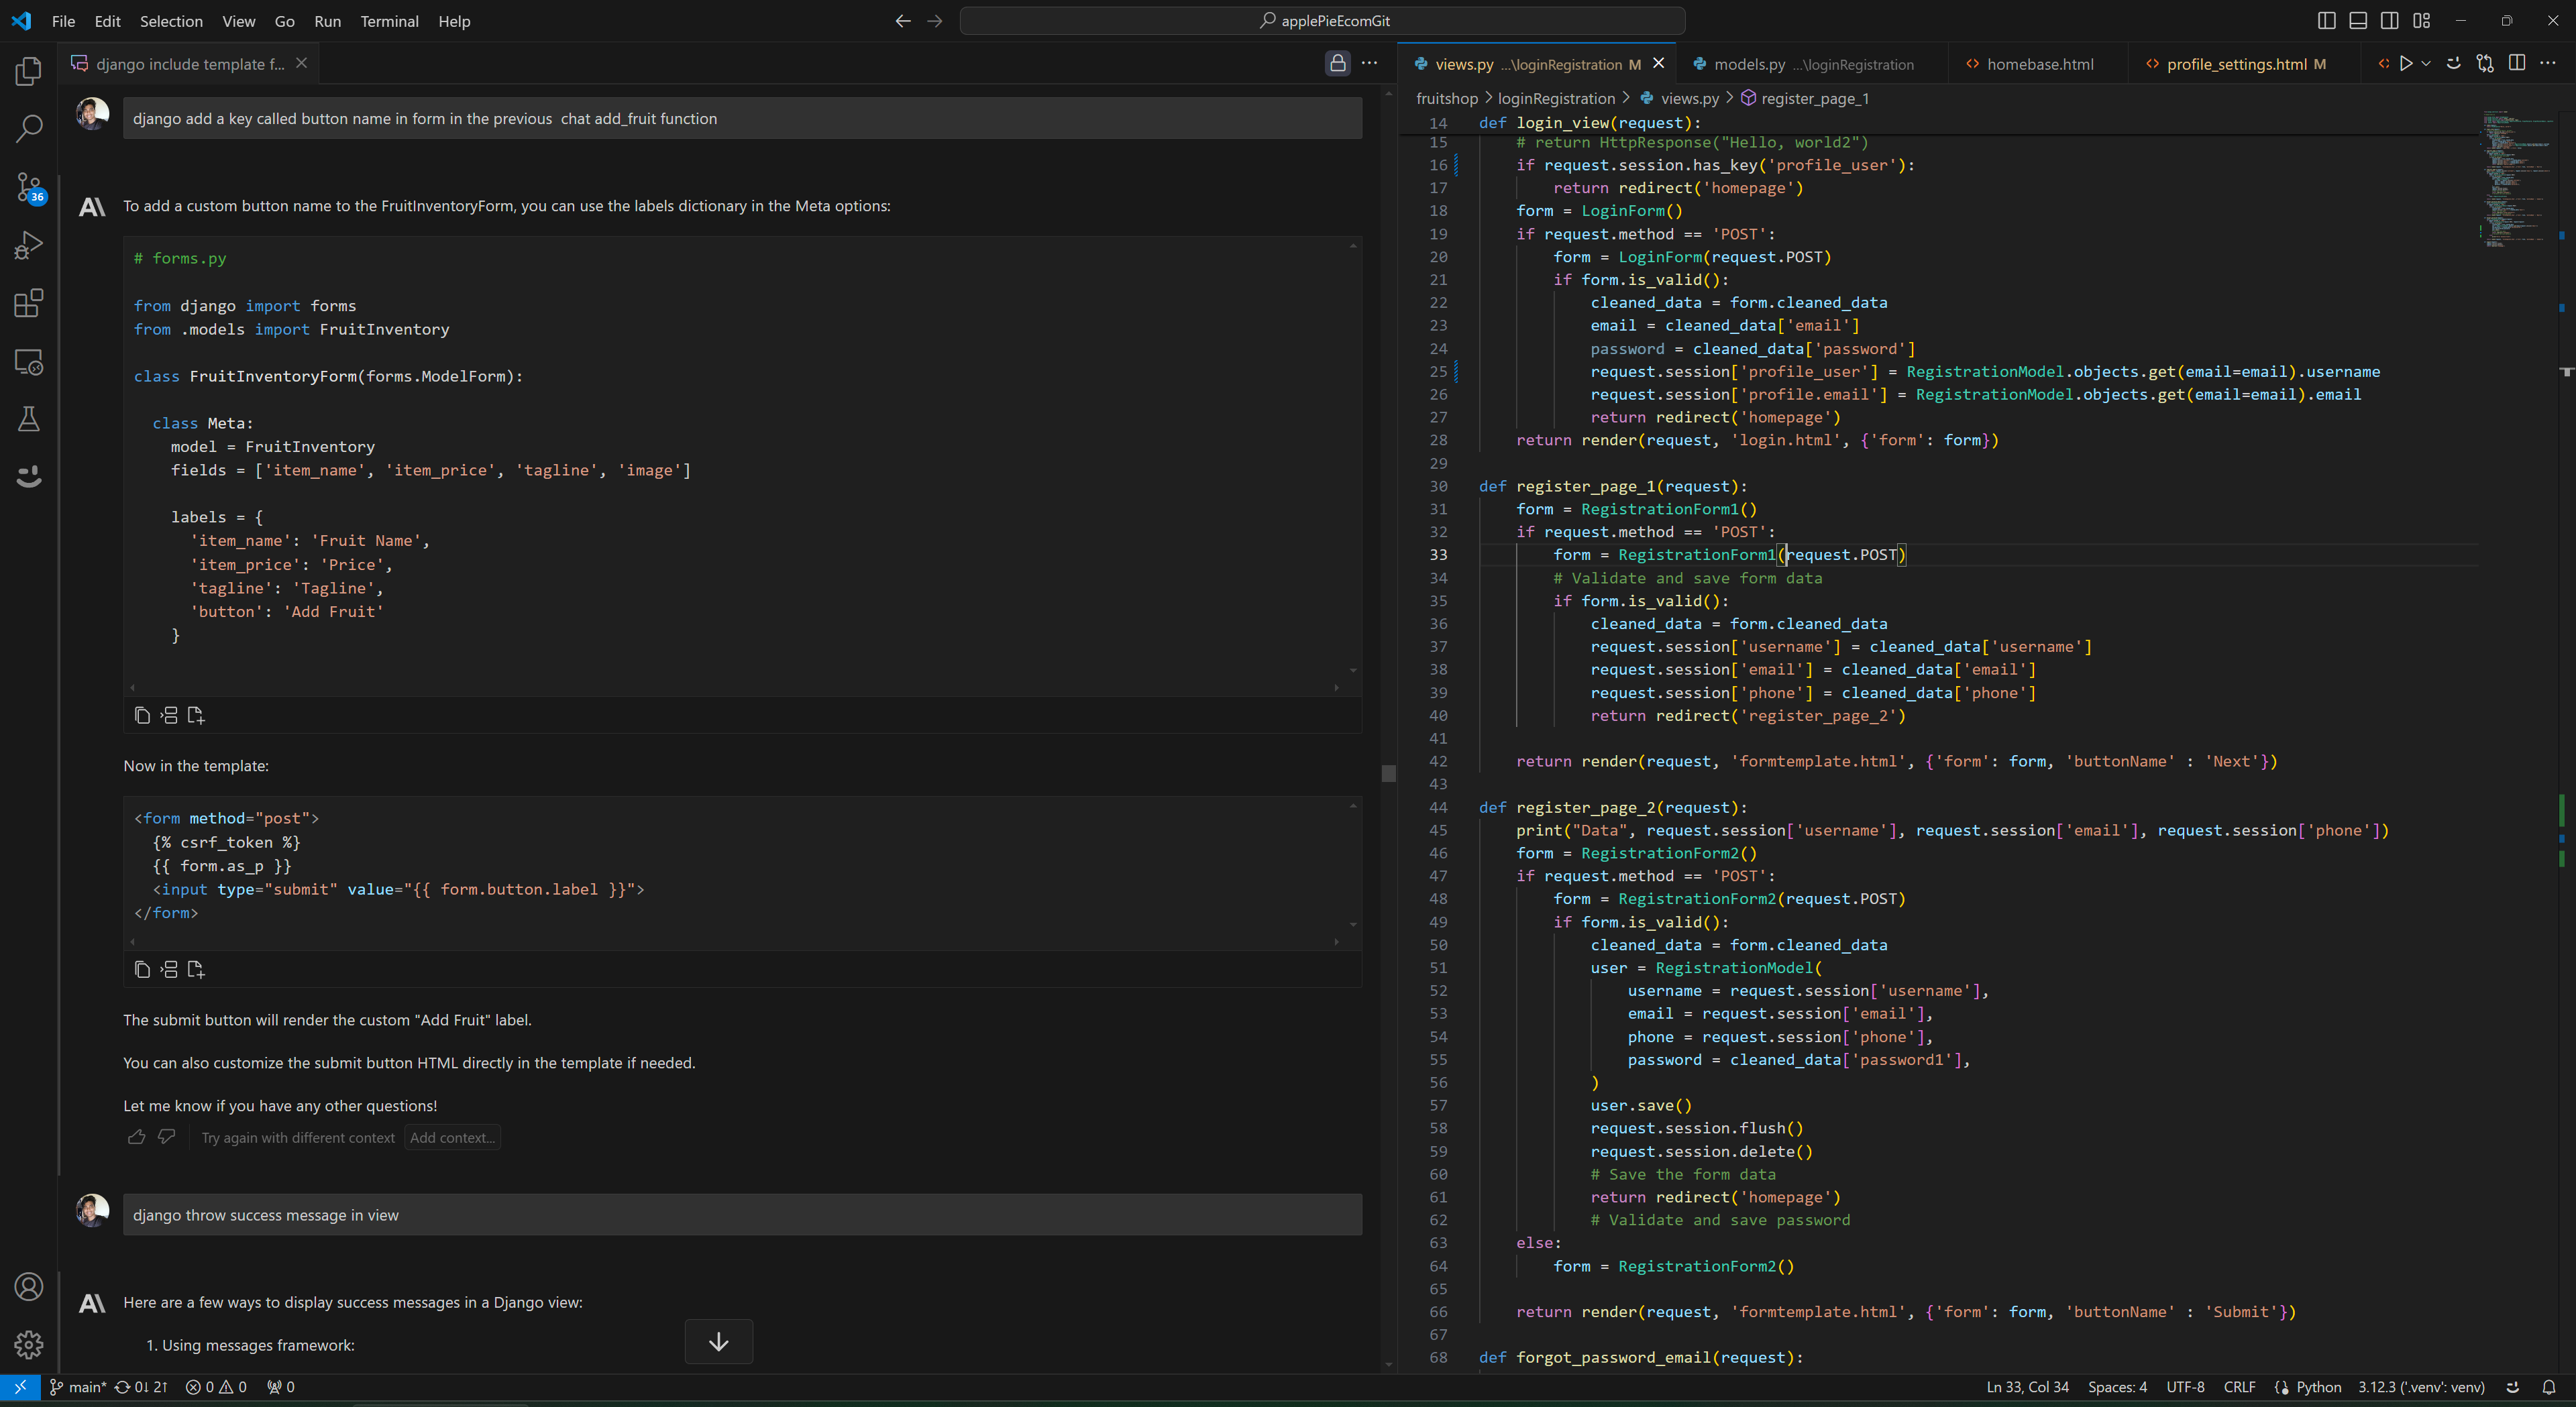 File Edit Selection View Go Run Terminal Help
applePieEcomGit
django include template f...
django add a key called button name in form in the previous  chat add_fruit function
To add a custom button name to the FruitInventoryForm, you can use the labels dictionary in the Meta options:
# forms.py
from django import forms
from .models import FruitInventory
class FruitInventoryForm(forms.ModelForm):
class Meta:
model = FruitInventory
fields = ['item_name', 'item_price', 'tagline', 'image']
labels = {
'item_name': 'Fruit Name',
'item_price': 'Price',
'tagline': 'Tagline',
'button': 'Add Fruit'
}
Now in the template:
<form method="post">
{% csrf_token %}
{{ form.as_p }}
<input type="submit" value="{{ form.button.label }}">
</form>
The submit button will render the custom "Add Fruit" label.
You can also customize the submit button HTML directly in the template if needed.
Let me know if you have any other questions!
Try again with different context Add context...
django throw success message in view
Here are a few ways to display success messages in a Django view:
1. Using messages framework:
36
views.py ...\loginRegistration M
models.py ...\loginRegistration
homebase.html
profile_settings.html M
fruitshop > loginRegistration > views.py > register_page_1
14 def login_view(request):
15 # return HttpResponse("Hello, world2")
16 if request.session.has_key('profile_user'):
17 return redirect('homepage')
18 form = LoginForm()
19 if request.method == 'POST':
20 form = LoginForm(request.POST)
21 if form.is_valid():
22 cleaned_data = form.cleaned_data
23 email = cleaned_data['email']
24 password = cleaned_data['password']
25 request.session['profile_user'] = RegistrationModel.objects.get(email=email).username
26 request.session['profile.email'] = RegistrationModel.objects.get(email=email).email
27 return redirect('homepage')
28 return render(request, 'login.html', {'form': form})
29
30 def register_page_1(request):
31 form = RegistrationForm1()
32 if request.method == 'POST':
33 form = RegistrationForm1(request.POST)
34 # Validate and save form data
35 if form.is_valid():
36 cleaned_data = form.cleaned_data
37 request.session['username'] = cleaned_data['username']
38 request.session['email'] = cleaned_data['email']
39 request.session['phone'] = cleaned_data['phone']
40 return redirect('register_page_2')
41
42 return render(request, 'formtemplate.html', {'form': form, 'buttonName' : 'Next'})
43
44 def register_page_2(request):
45 print("Data", request.session['username'], request.session['email'], request.session['phone'])
46 form = RegistrationForm2()
47 if request.method == 'POST':
48 form = RegistrationForm2(request.POST)
49 if form.is_valid():
50 cleaned_data = form.cleaned_data
51 user = RegistrationModel(
52 username = request.session['username'],
53 email = request.session['email'],
54 phone = request.session['phone'],
55 password = cleaned_data['password1'],
56 )
57 user.save()
58 request.session.flush()
59 request.session.delete()
60 # Save the form data
61 return redirect('homepage')
62 # Validate and save password
63 else:
64 form = RegistrationForm2()
65
66 return render(request, 'formtemplate.html', {'form': form, 'buttonName' : 'Submit'})
67
68 def forgot_password_email(request):
main* 0↓ 2↑ 0 0 0
Ln 33, Col 34 Spaces: 4 UTF-8 CRLF Python 3.12.3 ('.venv': venv)